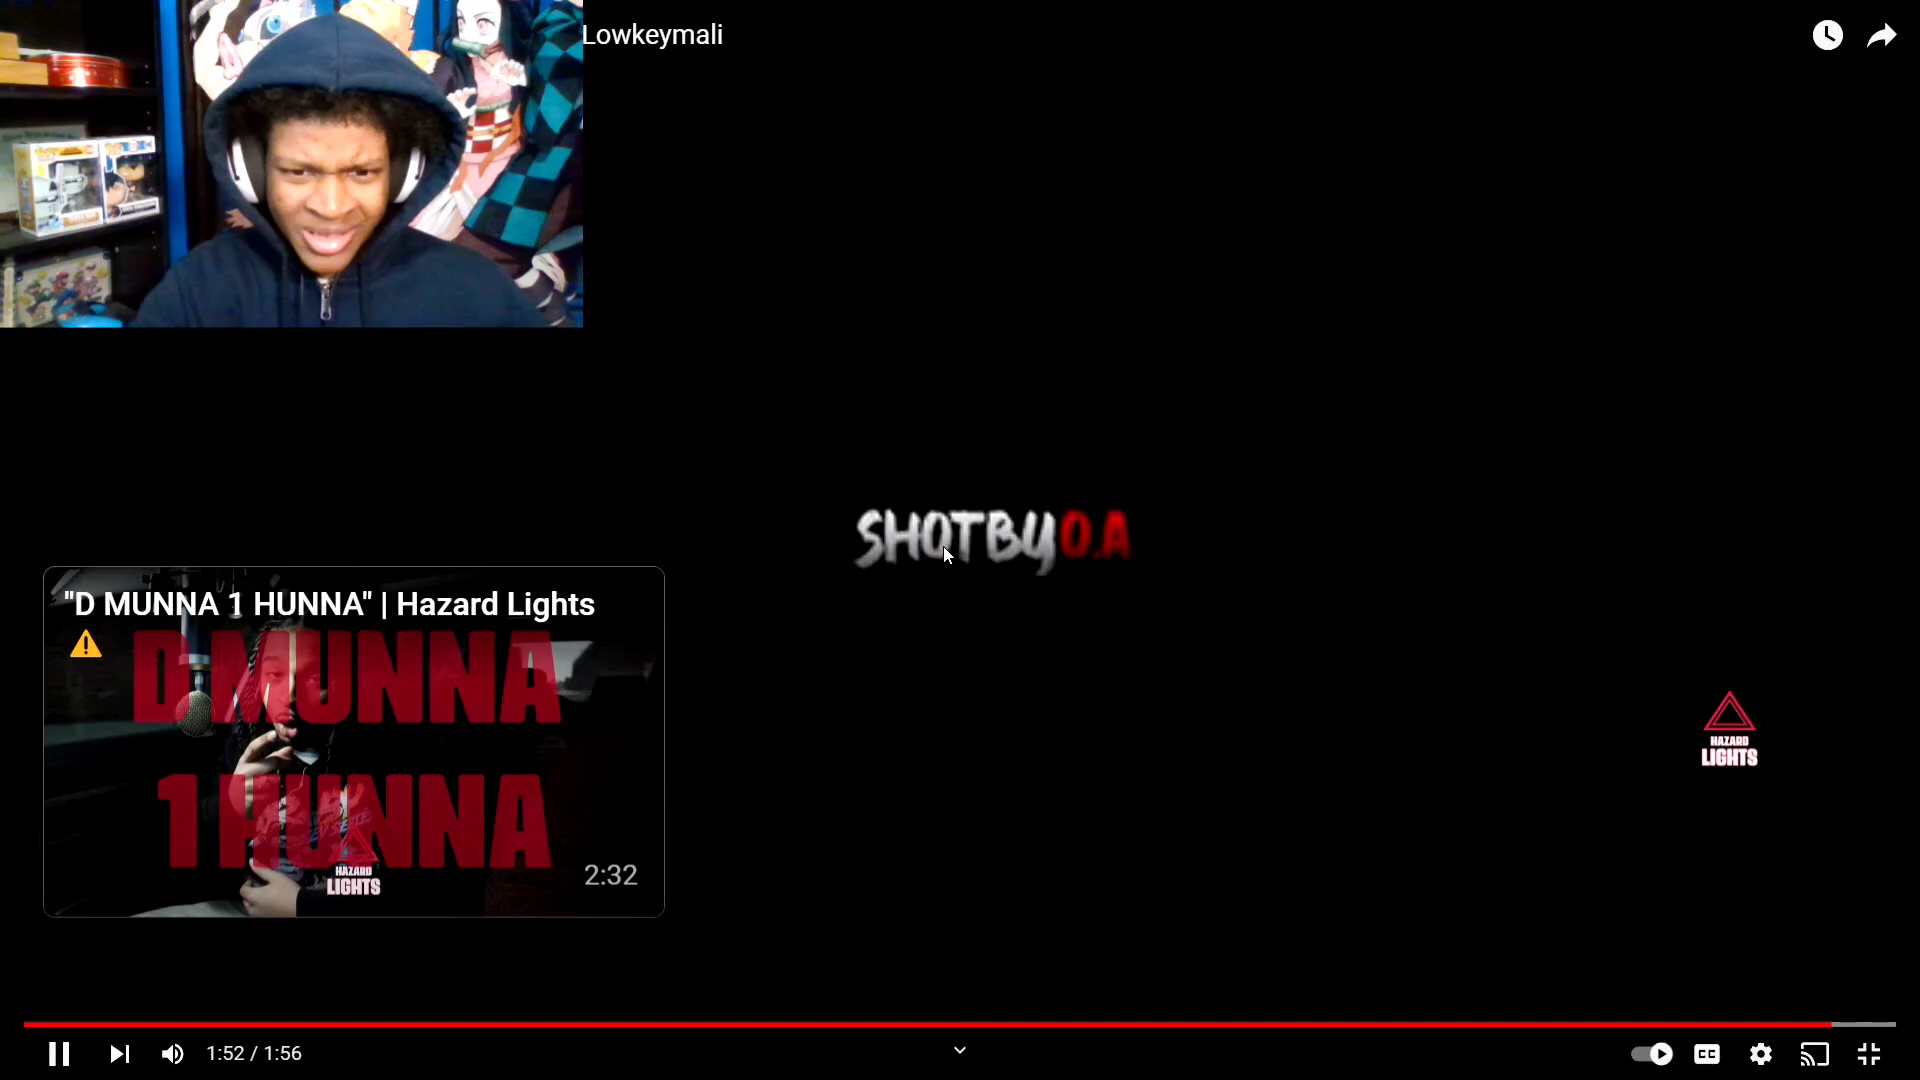 Lowkeymali
SHOTBYO.A
"D MUNNA 1 HUNNA" | Hazard Lights
D MUNNA
1 HUNNA
HAZARD
LIGHTS
2:32
HAZARD
LIGHTS
1:52 / 1:56
CC